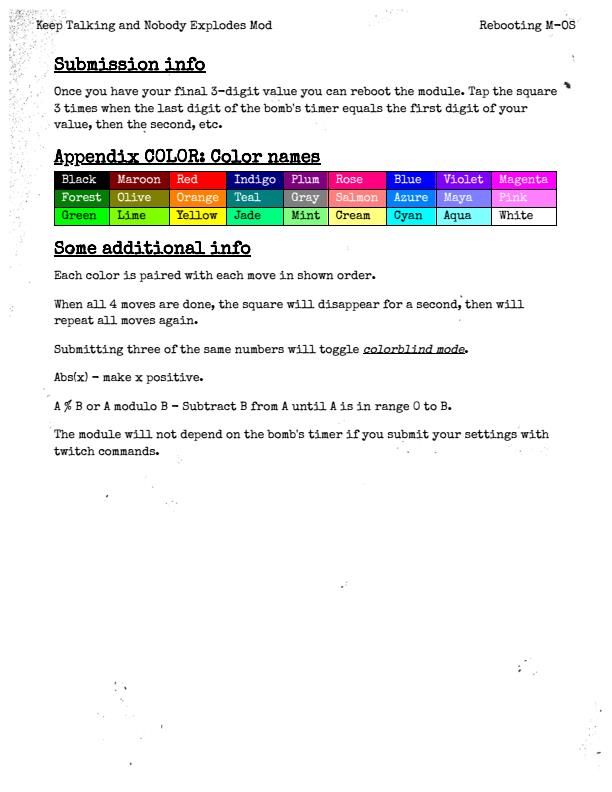 Keep Talking and Nobody Explodes Mod Rebooting M-OS
Submission info
Once you have your final 3-digit value you can reboot the module. Tap the square
3 times when the last digit of the bomb's timer equals the first digit of your
value, then the second, etc.
Appendix COLOR: Color names
Black Maroon Red Indigo Plum Rose Blue Violet Magenta
Forest Olive Orange Teal Gray Salmon Azure Maya Pink
Green Lime Yellow Jade Mint Cream Cyan Aqua White
Some additional info
Each color is paired with each move in shown order.
When all 4 moves are done, the square will disappear for a second, then will
repeat all moves again.
Submitting three of the same numbers will toggle colorblind mode.
Abs(x) - make x positive.
A % B or A modulo B - Subtract B from A until A is in range 0 to B.
The module will not depend on the bomb's timer if you submit your settings with
twitch commands.